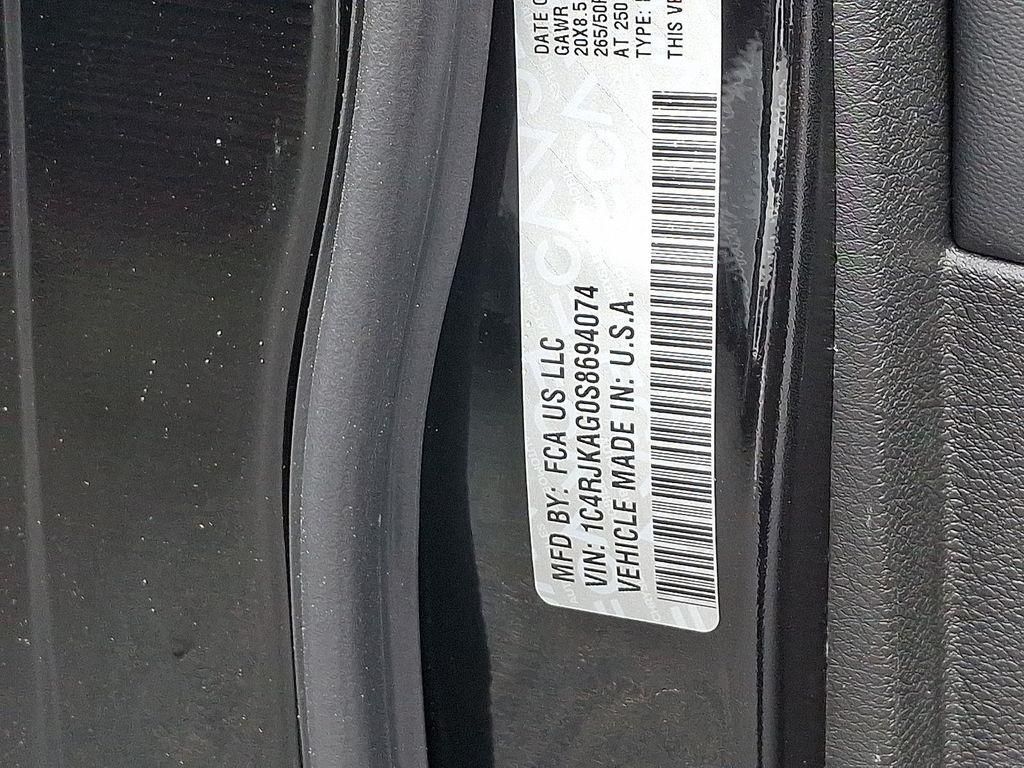 MFD BY: FCA US LLC
VIN: 1C4RJKAG0S8694074
VEHICLE MADE IN: U.S.A.
DATE O
GAWR
20X8.5
265/50R
AT 250
TYPE:
THIS VE